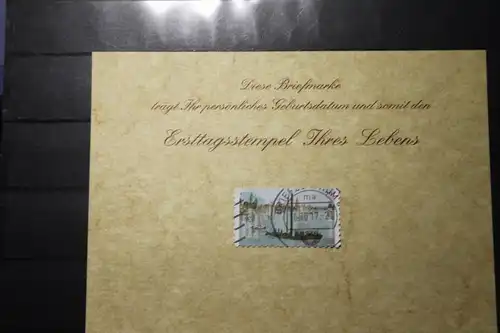 Diese Briefmarke
trägt Ihr persönliches Geburtsdatum und somit den
Ersttagsstempel Ihres Lebens